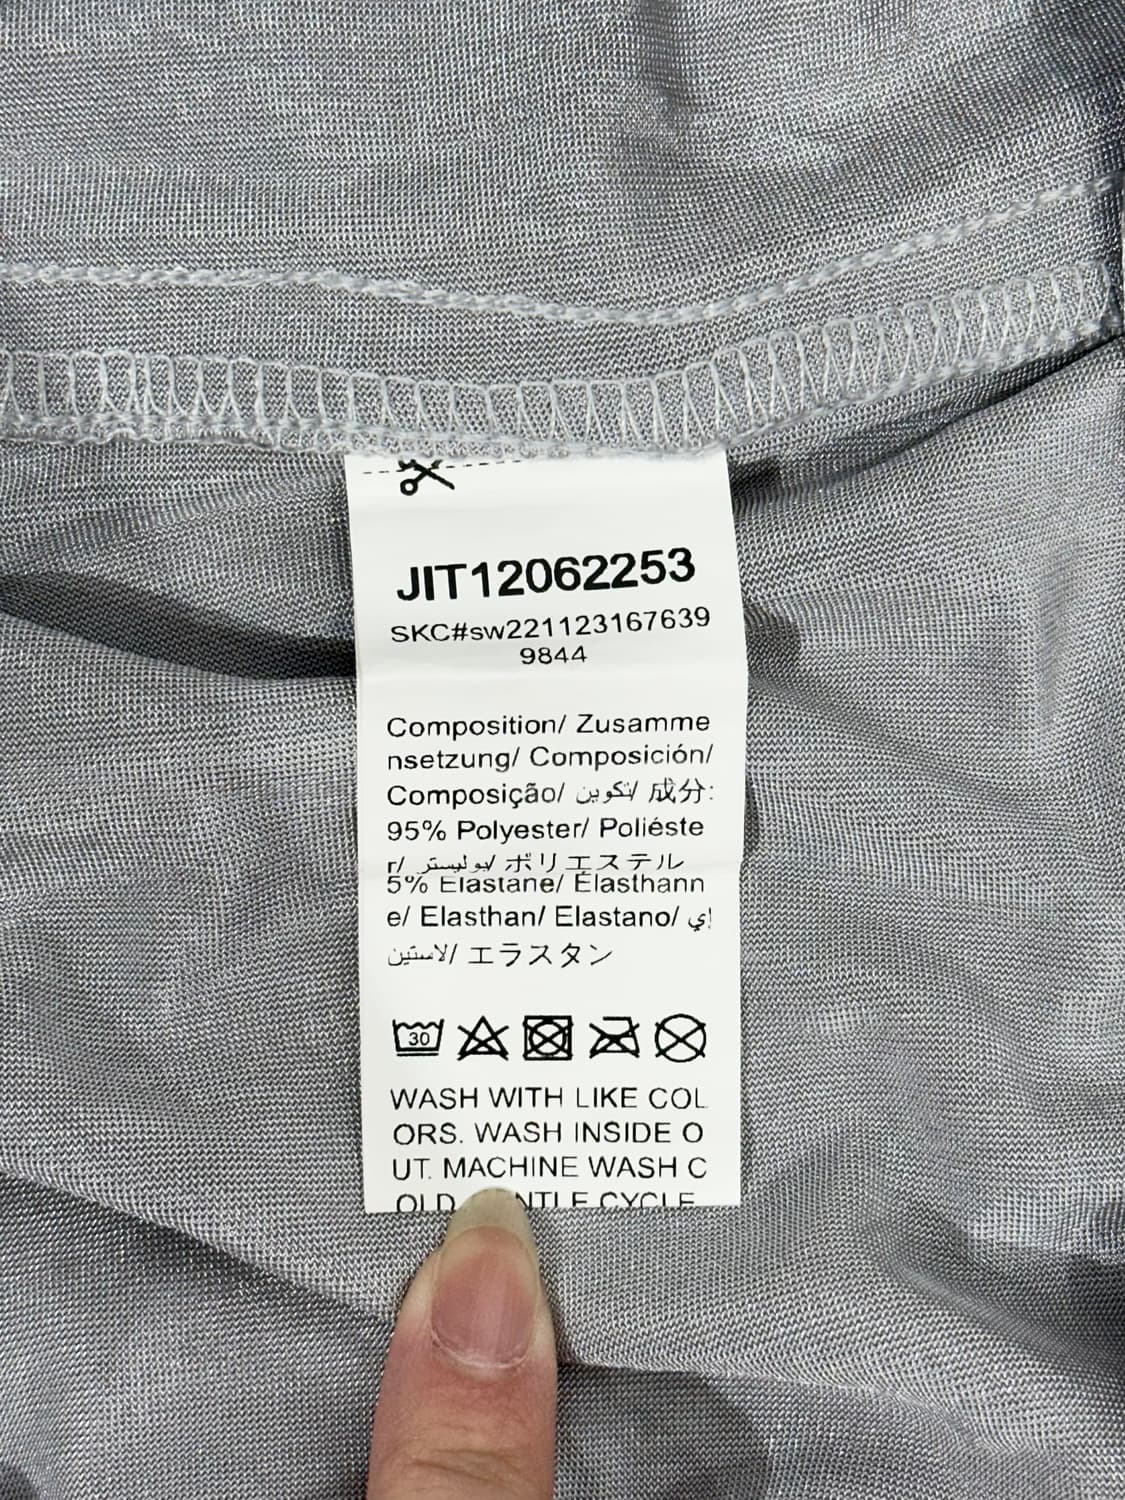 JIT12062253
SKC#sw221123167639
9844
Composition/ Zusamme
nsetzung/ Composición/
Composição/ تكوين/ 成分:
95% Polyester/ Poliéste
r/ بوليستر/ ポリエステル
5% Elastane/ Élasthann
e/ Elasthan/ Elastano/ إي
لاستين/ エラスタン
30
WASH WITH LIKE COL
ORS. WASH INSIDE O
UT. MACHINE WASH C
OLD CYCLE